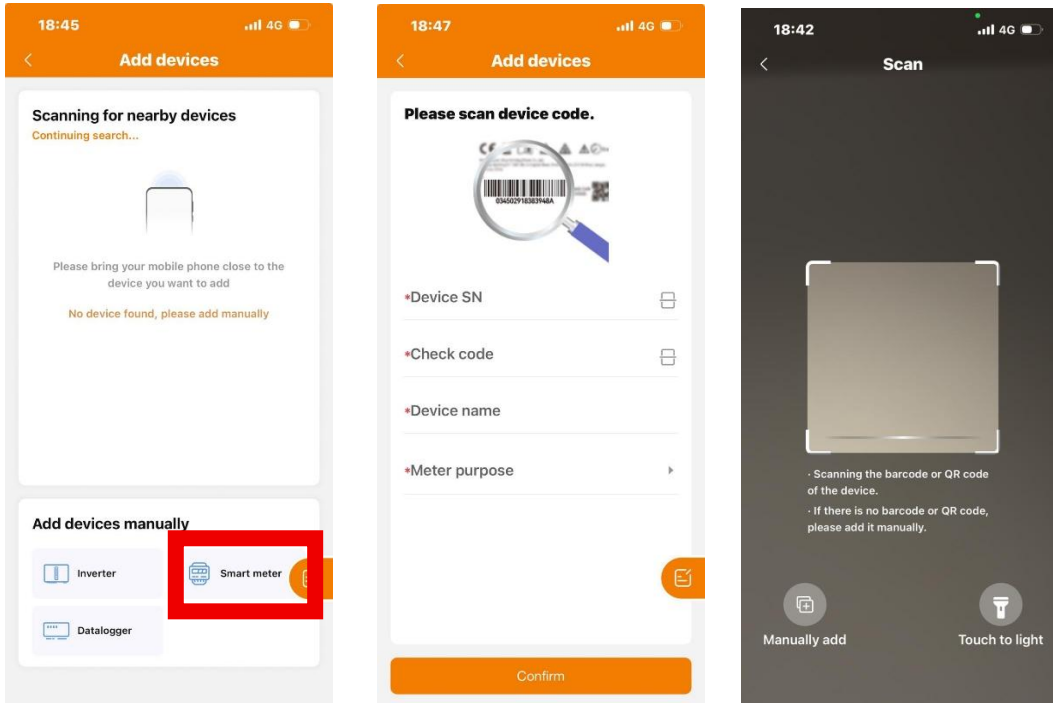 18:45
4G
Add devices
Scanning for nearby devices
Continuing search...
Please bring your mobile phone close to the
device you want to add
No device found, please add manually
Add devices manually
Inverter
Smart meter
Datalogger
18:47
4G
Add devices
Please scan device code.
034502918383948A
*Device SN
*Check code
*Device name
*Meter purpose
Confirm
18:42
4G
Scan
· Scanning the barcode or QR code
of the device.
· If there is no barcode or QR code,
please add it manually.
Manually add
Touch to light